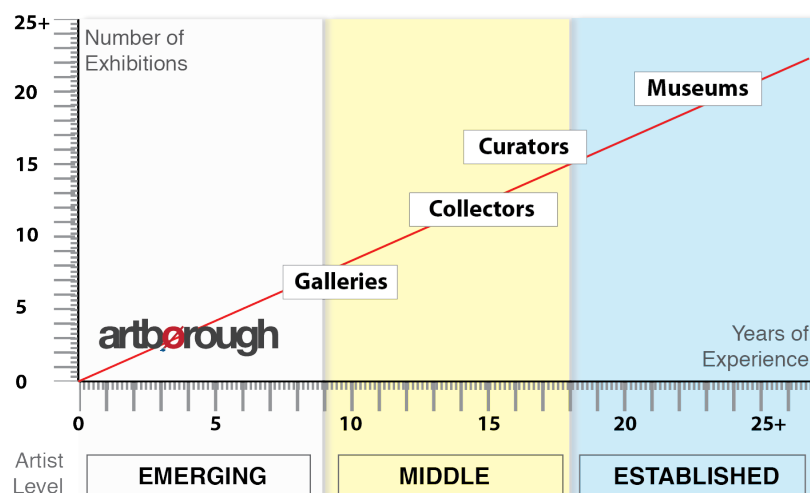 25+
Number of
Exhibitions
20
Museums
Curators
15
Collectors
10
Galleries
5
artbørough
Years of
Experience
0
0 5 10 15 20 25+
Artist
Level
EMERGING MIDDLE ESTABLISHED